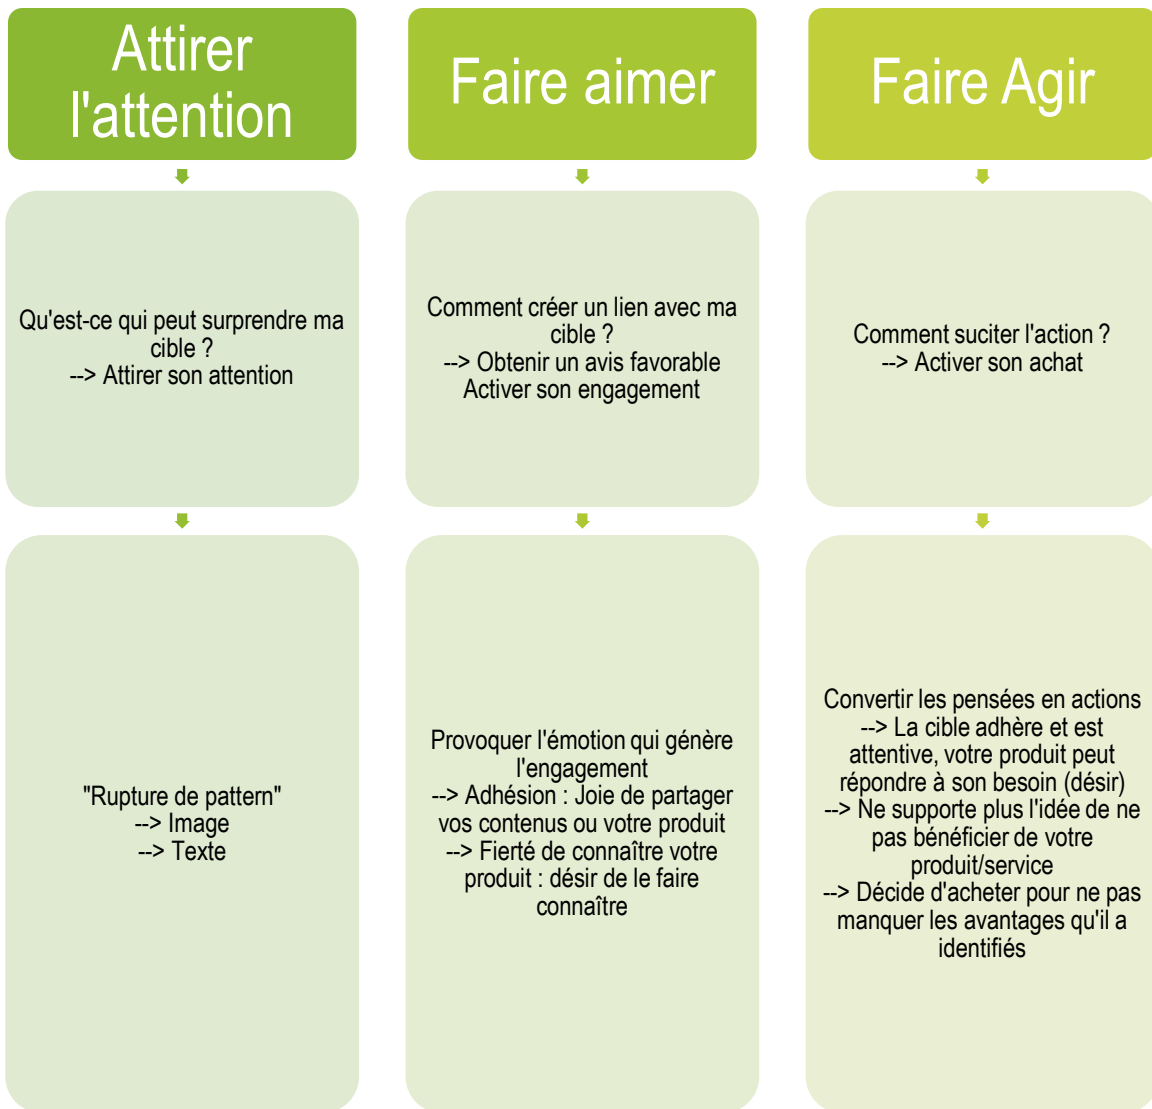 Attirer
l'attention
Qu'est-ce qui peut surprendre ma
cible ?
--> Attirer son attention
"Rupture de pattern"
--> Image
--> Texte
Faire aimer
Comment créer un lien avec ma
cible ?
--> Obtenir un avis favorable
Activer son engagement
Provoquer l'émotion qui génère
l'engagement
--> Adhésion : Joie de partager
vos contenus ou votre produit
--> Fierté de connaître votre
produit : désir de le faire
connaître
Faire Agir
Comment suciter l'action ?
--> Activer son achat
Convertir les pensées en actions
--> La cible adhère et est
attentive, votre produit peut
répondre à son besoin (désir)
--> Ne supporte plus l'idée de ne
pas bénéficier de votre
produit/service
--> Décide d'acheter pour ne pas
manquer les avantages qu'il a
identifiés